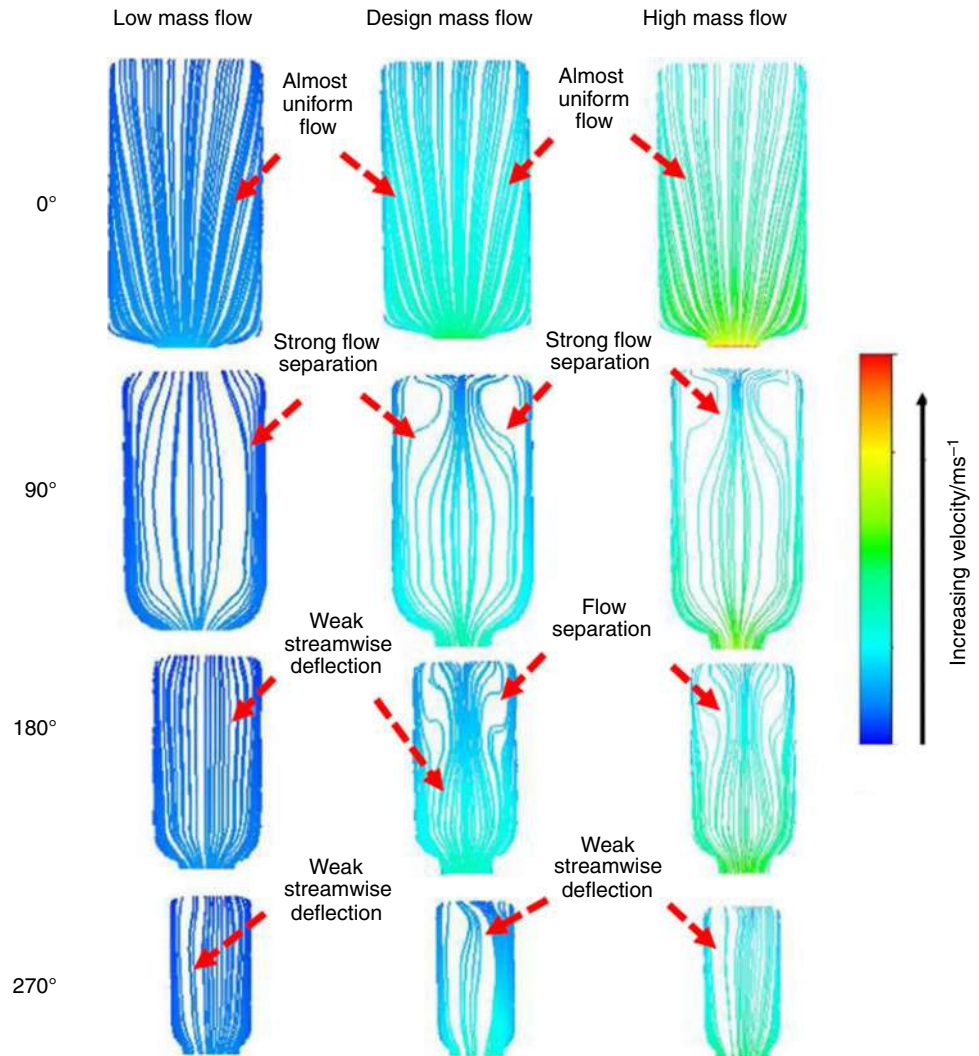 Low mass flow
Design mass flow
High mass flow
Almost
uniform
flow
Almost
uniform
flow
0°
Strong flow
separation
Strong flow
separation
90°
Increasing velocity/ms⁻¹
Weak
streamwise
deflection
Flow
separation
180°
Weak
streamwise
deflection
Weak
streamwise
deflection
270°